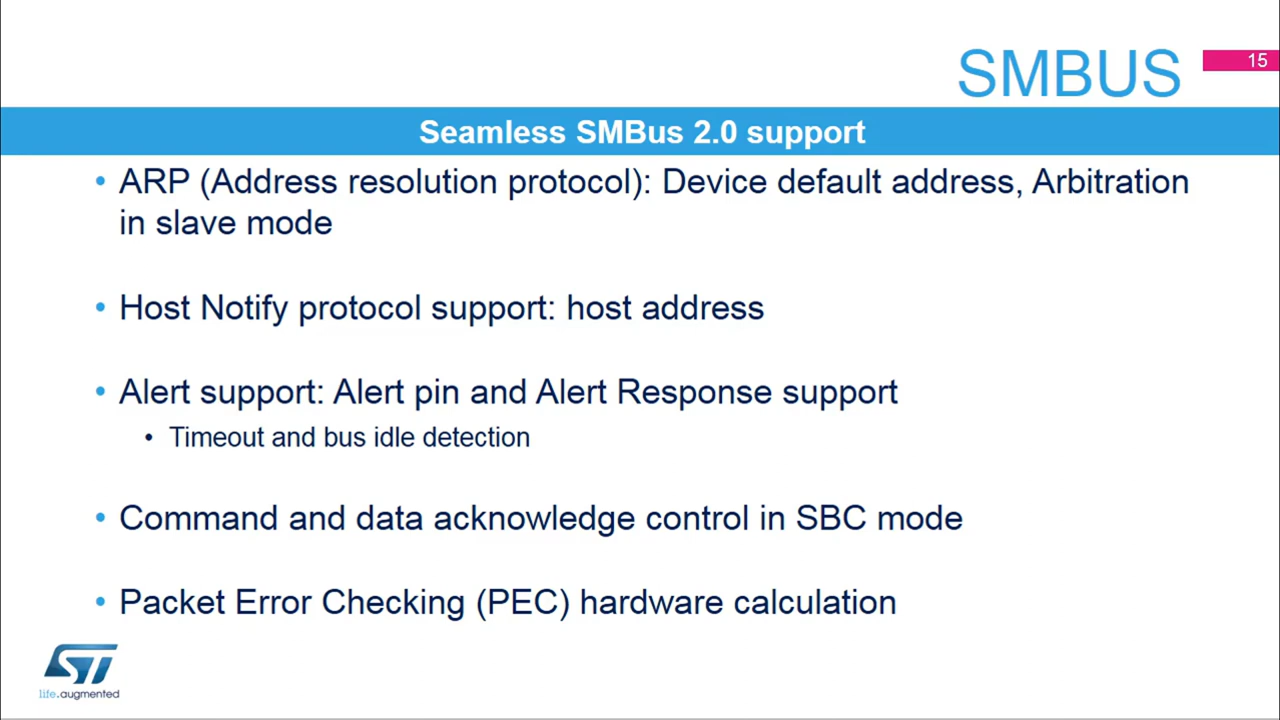 SMBUS
15
Seamless SMBus 2.0 support
• ARP (Address resolution protocol): Device default address, Arbitration
in slave mode
• Host Notify protocol support: host address
• Alert support: Alert pin and Alert Response support
• Timeout and bus idle detection
• Command and data acknowledge control in SBC mode
• Packet Error Checking (PEC) hardware calculation
ST
life.augmented